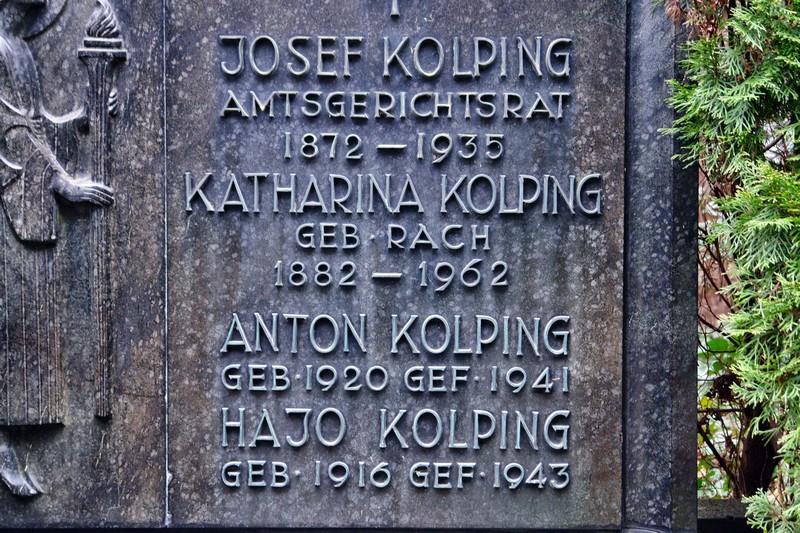 JOSEF KOLPING
AMTSGERICHTSRAT
1872 – 1935
KATHARINA KOLPING
GEB · RACH
1882 – 1962
ANTON KOLPING
GEB · 1920 GEF · 1941
HAJO KOLPING
GEB · 1916 GEF · 1943